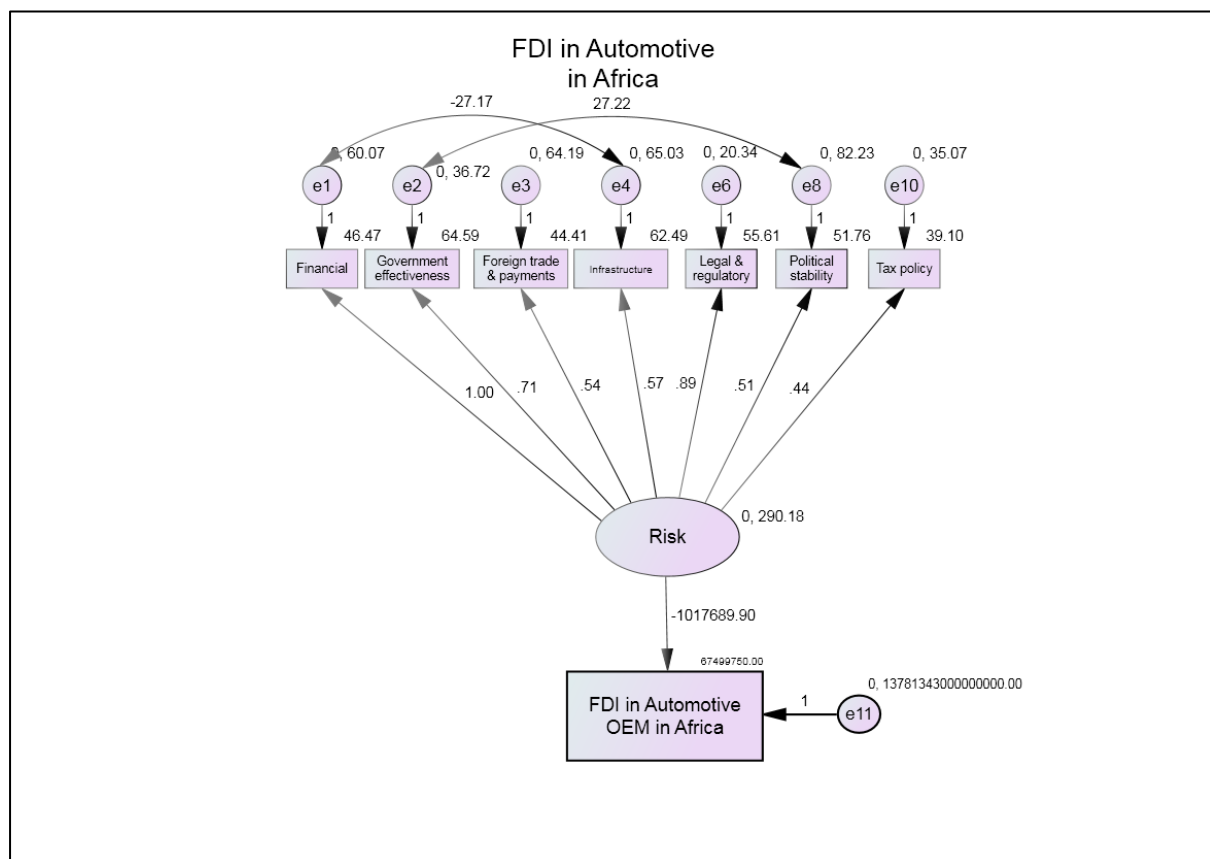 FDI in Automotive
in Africa
-27.17
27.22
0, 60.07
0, 36.72
0, 64.19
0, 65.03
0, 20.34
0, 82.23
0, 35.07
e1
e2
e3
e4
e6
e8
e10
1
1
1
1
1
1
1
46.47
64.59
44.41
62.49
55.61
51.76
39.10
Financial
Government
effectiveness
Foreign trade
& payments
Infrastructure
Legal &
regulatory
Political
stability
Tax policy
1.00
.71
.54
.57
.89
.51
.44
Risk
0, 290.18
-1017689.90
67499750.00
FDI in Automotive
OEM in Africa
1
e11
0, 13781343000000000.00